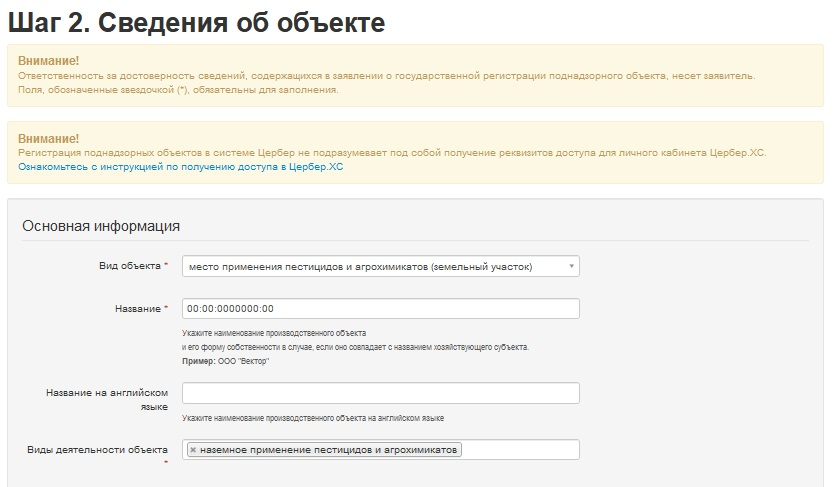 Шаг 2. Сведения об объекте
Внимание!
Ответственность за достоверность сведений, содержащихся в заявлении о государственной регистрации поднадзорного объекта, несет заявитель.
Поля, обозначенные звездочкой (*), обязательны для заполнения.
Внимание!
Регистрация поднадзорных объектов в системе Цербер не подразумевает под собой получение реквизитов доступа для личного кабинета Цербер.ХС.
Ознакомьтесь с инструкцией по получению доступа в Цербер.ХС
Основная информация
Вид объекта * место применения пестицидов и агрохимикатов (земельный участок)
Название * 00:00:0000000:00
Укажите наименование производственного объекта
и его форму собственности в случае, если оно совпадает с названием хозяйствующего субъекта.
Пример: ООО "Вектор"
Название на английском
языке
Укажите наименование производственного объекта на английском языке
Виды деятельности объекта × наземное применение пестицидов и агрохимикатов
*